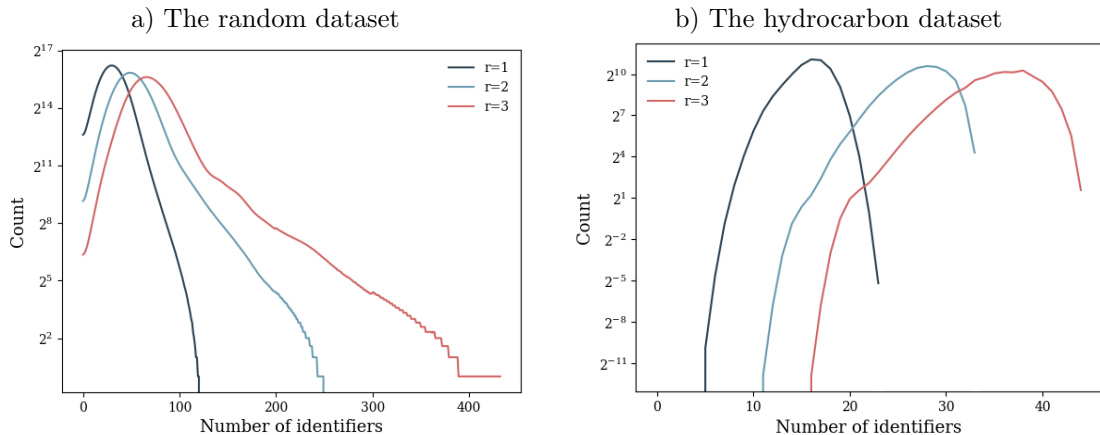 a) The random dataset
2^17
2^14
2^11
2^8
2^5
2^2
Count
0
100
200
300
400
Number of identifiers
r=1
r=2
r=3
b) The hydrocarbon dataset
2^10
2^7
2^4
2^1
2^−2
2^−5
2^−8
2^−11
Count
0
10
20
30
40
Number of identifiers
r=1
r=2
r=3